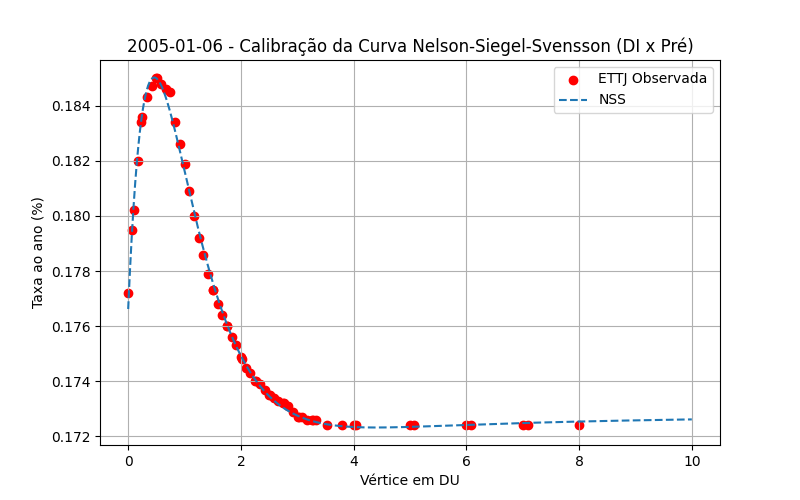 2005-01-06 - Calibração da Curva Nelson-Siegel-Svensson (DI x Pré)
ETTJ Observada
NSS
Taxa ao ano (%)
0.184
0.182
0.180
0.178
0.176
0.174
0.172
0 2 4 6 8 10
Vértice em DU